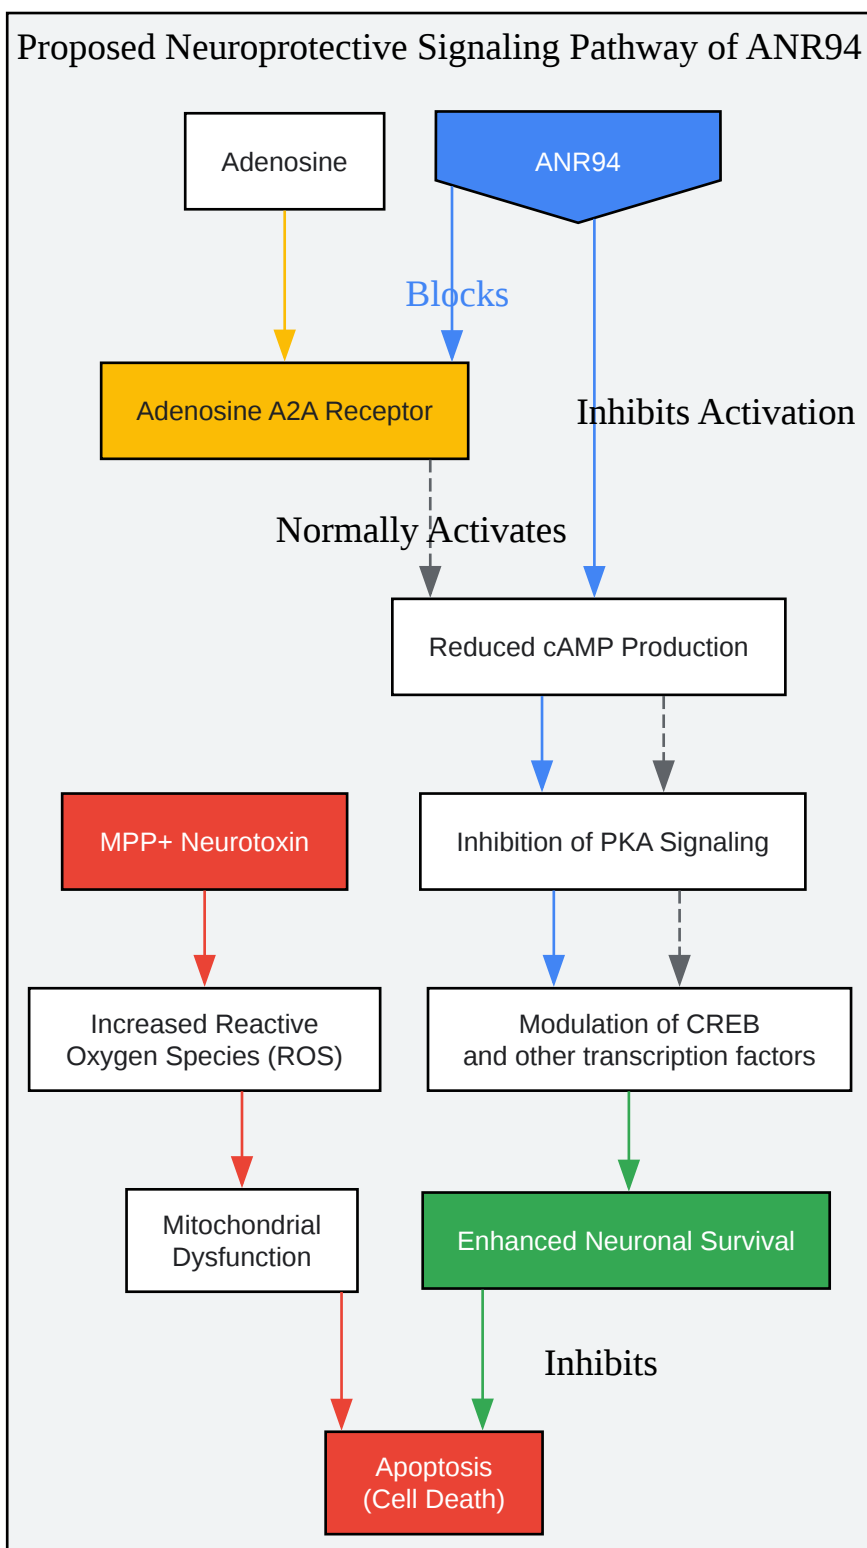 Proposed Neuroprotective Signaling Pathway of ANR94
Adenosine
ANR94
Blocks
Adenosine A2A Receptor
Inhibits Activation
Normally Activates
Reduced cAMP Production
MPP+ Neurotoxin
Inhibition of PKA Signaling
Increased Reactive
Oxygen Species (ROS)
Modulation of CREB
and other transcription factors
Mitochondrial
Dysfunction
Enhanced Neuronal Survival
Inhibits
Apoptosis
(Cell Death)